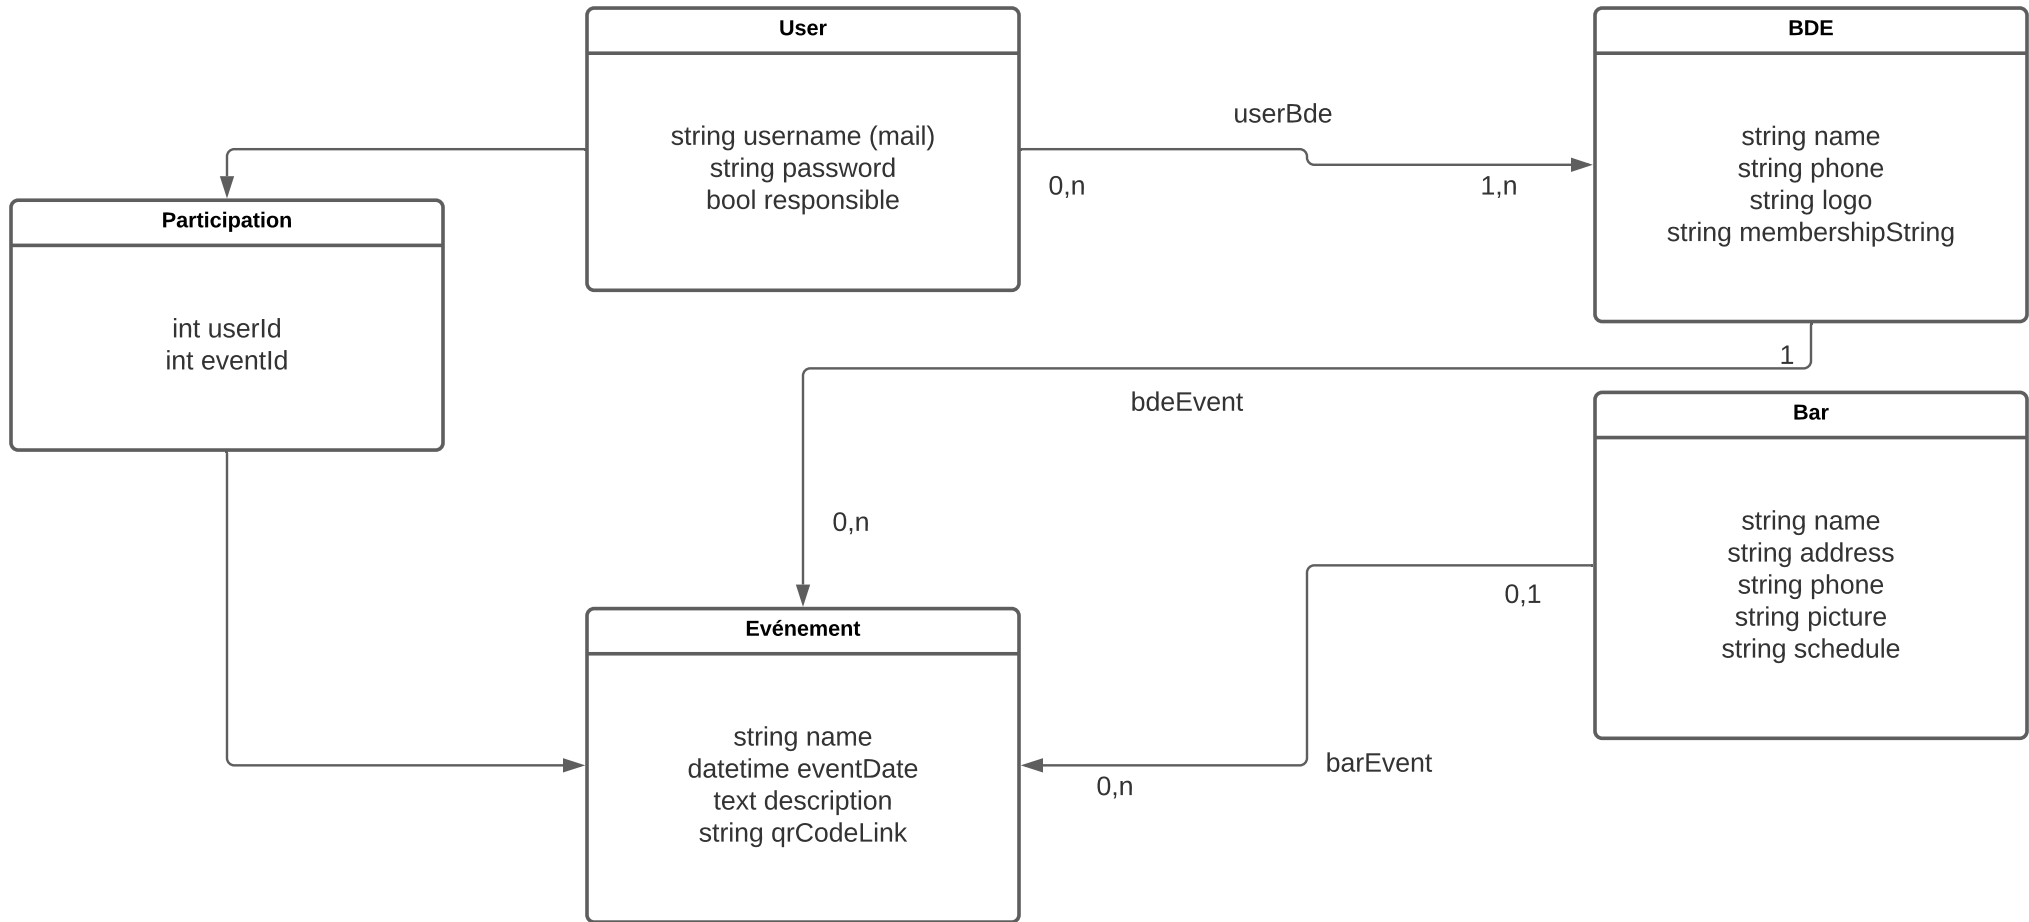 User
string username (mail)
string password
bool responsible
userBde
0,n
1,n
BDE
string name
string phone
string logo
string membershipString
Participation
int userId
int eventId
1
bdeEvent
0,n
Bar
string name
string address
string phone
string picture
string schedule
0,1
barEvent
0,n
Evénement
string name
datetime eventDate
text description
string qrCodeLink